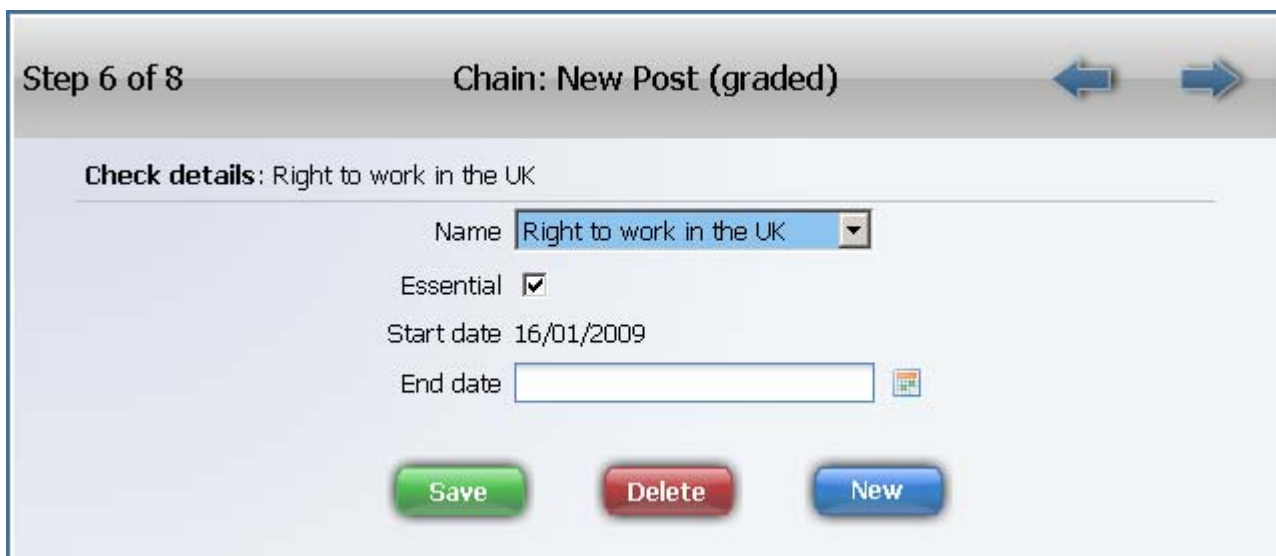 Step 6 of 8 Chain: New Post (graded)
Check details: Right to work in the UK
Name Right to work in the UK
Essential
Start date 16/01/2009
End date
Save Delete New